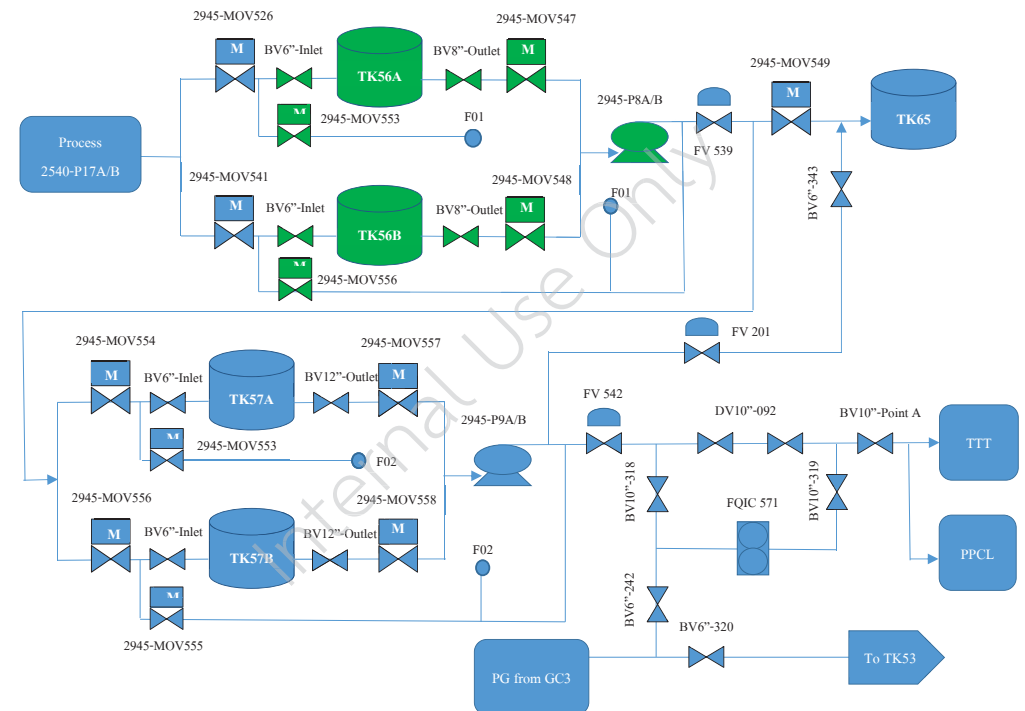 2945-MOV526
2945-MOV547
M
BV6”-Inlet
TK56A
BV8”-Outlet
M
2945-MOV549
M
2945-MOV553
M
F01
2945-P8A/B
FV 539
TK65
Process
2540-P17A/B
2945-MOV541
M
BV6”-Inlet
TK56B
BV8”-Outlet
2945-MOV548
M
F01
BV6”-343
M
2945-MOV556
FV 201
2945-MOV554
M
BV6”-Inlet
TK57A
BV12”-Outlet
2945-MOV557
M
M
2945-MOV553
F02
2945-P9A/B
FV 542
DV10”-092
BV10”-Point A
TTT
2945-MOV556
M
BV6”-Inlet
TK57B
BV12”-Outlet
2945-MOV558
M
F02
BV10”-318
FQIC 571
BV10”-319
PPCL
M
2945-MOV555
BV6”-242
BV6”-320
PG from GC3
To TK53
Internal Use Only